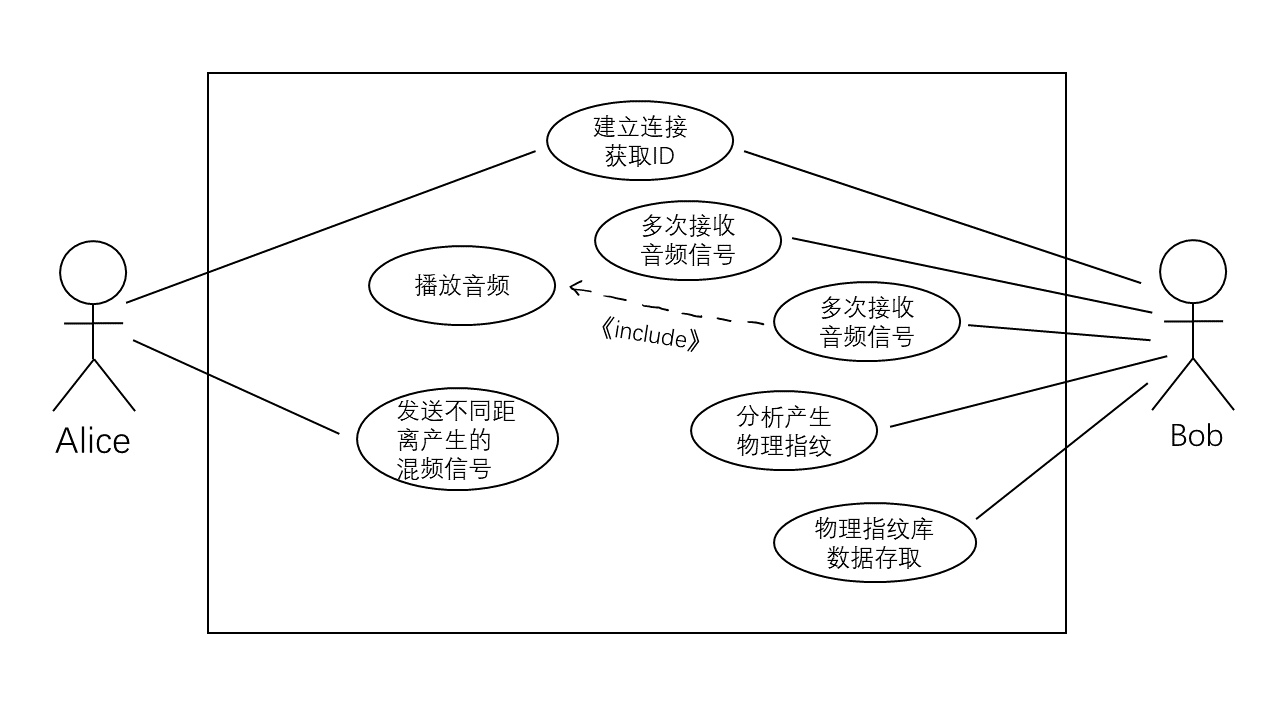 建立连接
获取ID
多次接收
音频信号
播放音频
多次接收
音频信号
《include》
发送不同距
离产生的
混频信号
分析产生
物理指纹
Alice
Bob
物理指纹库
数据存取